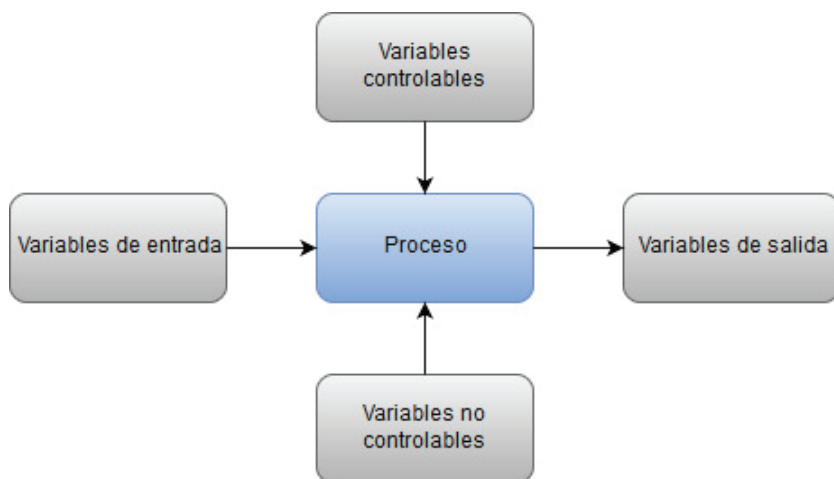 Variables
controlables
Variables de entrada
Proceso
Variables de salida
Variables no
controlables